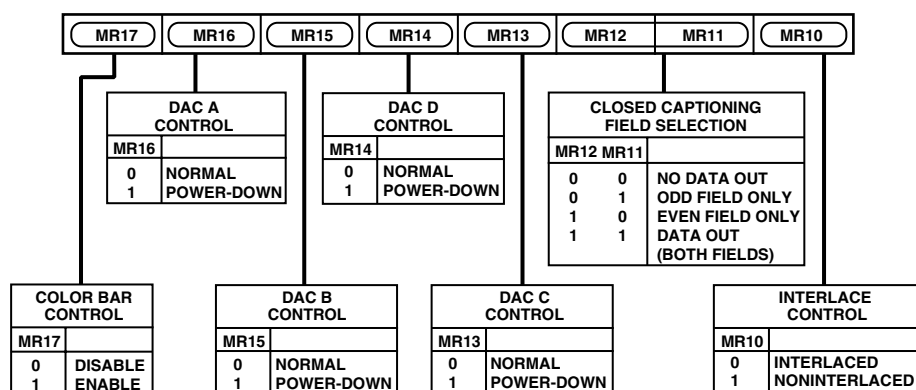 MR17 MR16 MR15 MR14 MR13 MR12 MR11 MR10
DAC A
CONTROL
MR16
0 NORMAL
1 POWER-DOWN
DAC D
CONTROL
MR14
0 NORMAL
1 POWER-DOWN
CLOSED CAPTIONING
FIELD SELECTION
MR12 MR11
0 0 NO DATA OUT
0 1 ODD FIELD ONLY
1 0 EVEN FIELD ONLY
1 1 DATA OUT
(BOTH FIELDS)
COLOR BAR
CONTROL
MR17
0 DISABLE
1 ENABLE
DAC B
CONTROL
MR15
0 NORMAL
1 POWER-DOWN
DAC C
CONTROL
MR13
0 NORMAL
1 POWER-DOWN
INTERLACE
CONTROL
MR10
0 INTERLACED
1 NONINTERLACED